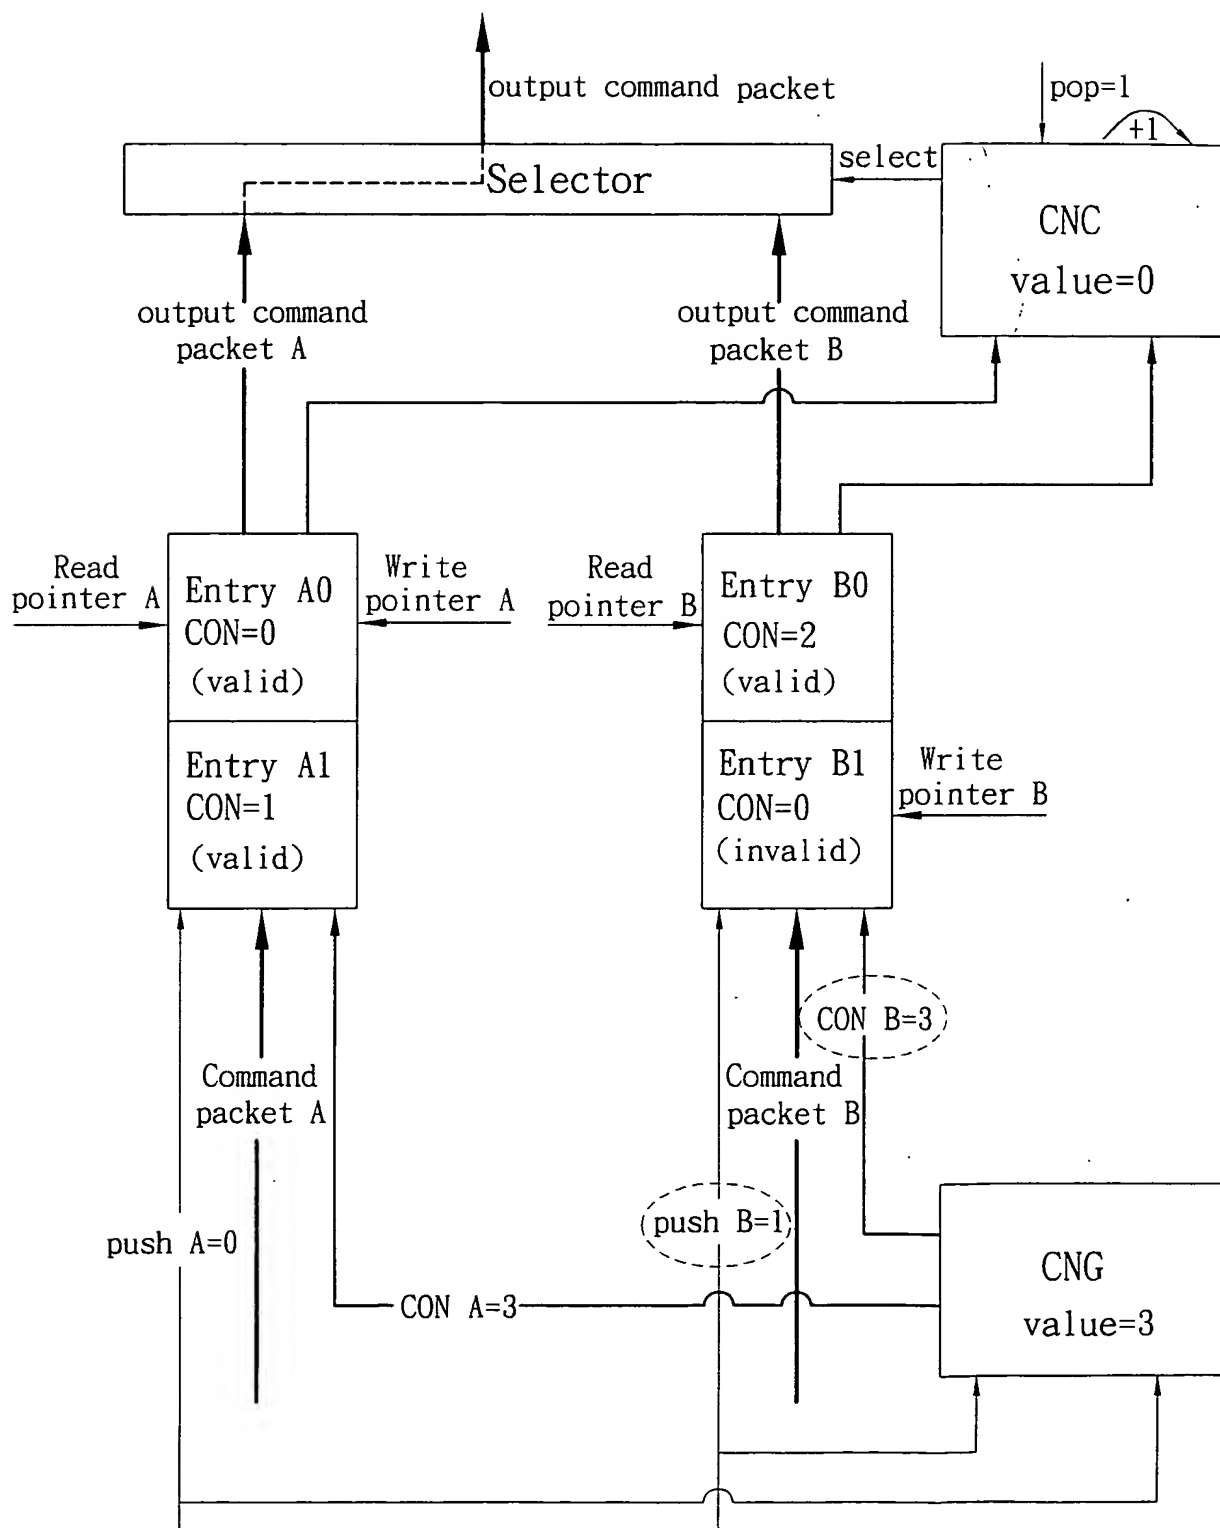 output command packet
pop=1
+1
select
Selector
CNC
value=0
output command
packet A
output command
packet B
Read
pointer A
Entry A0
CON=0
(valid)
Write
pointer A
Read
pointer B
Entry B0
CON=2
(valid)
Entry A1
CON=1
(valid)
Entry B1
CON=0
(invalid)
Write
pointer B
CON B=3
Command
packet A
Command
packet B
push A=0
push B=1
CON A=3
CNG
value=3